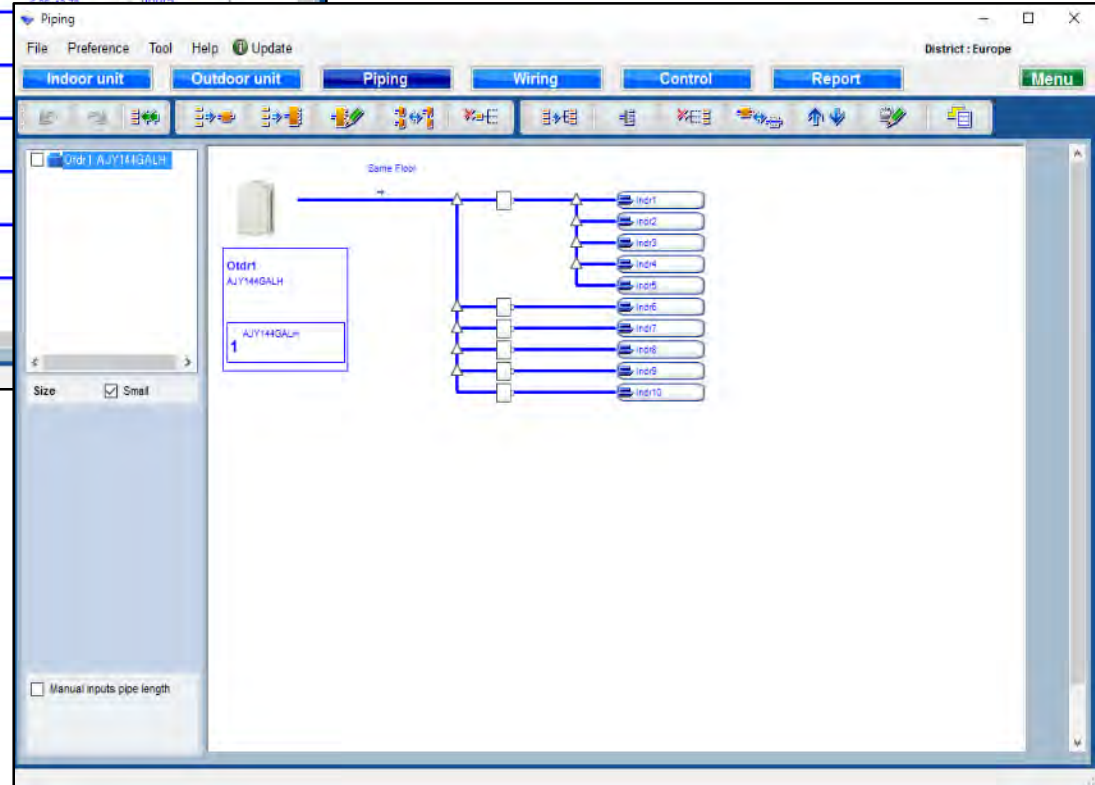 Piping
File Preference Tool Help Update District : Europe
Indoor unit Outdoor unit Piping Wiring Control Report Menu
Otdr1 AJY144GALH
Same Floor
Indr1
Indr2
Indr3
Indr4
Indr5
Indr6
Indr7
Indr8
Indr9
Indr10
Otdr1
AJY144GALH
AJY144GALH
1
Size Small
Manual inputs pipe length